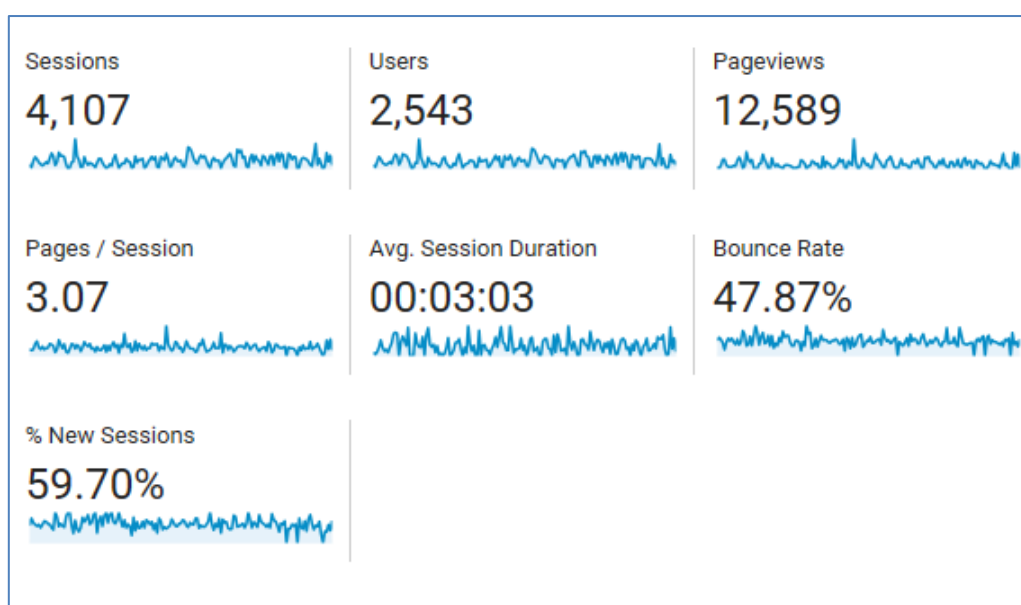 Sessions
4,107
Users
2,543
Pageviews
12,589
Pages / Session
3.07
Avg. Session Duration
00:03:03
Bounce Rate
47.87%
% New Sessions
59.70%